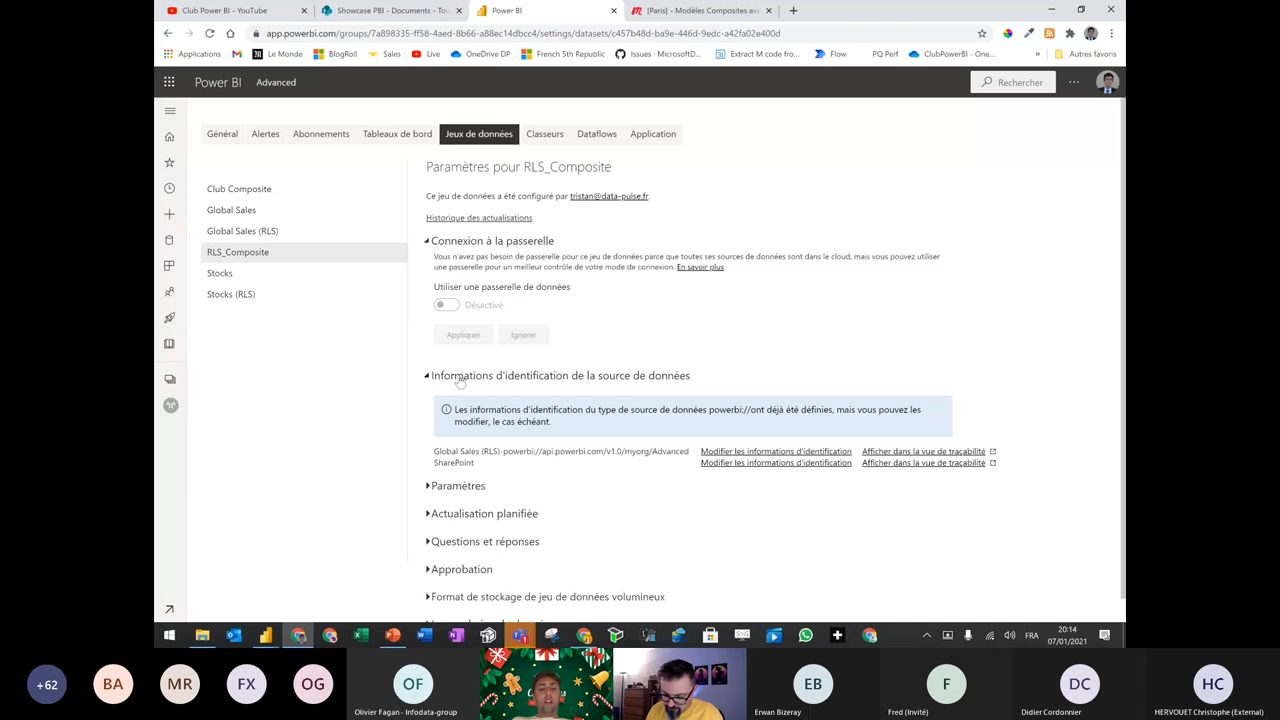 Club Power BI - YouTube
Showcase PBI - Documents - Tou
Power BI
[Paris] - Modèles Composites ave
app.powerbi.com/groups/7a898335-ff58-4aed-8b66-a88ec14dbcc4/settings/datasets/c457b48d-ba9e-446d-9edc-a42fa02e400d
Applications
M
Le Monde
BlogRoll
Sales
Live
OneDrive DP
French 5th Republic
Issues · MicrosoftD...
Extract M code fro...
Flow
PQ Perf
ClubPowerBI - One...
»
Autres favoris
Power BI
Advanced
Rechercher
Général
Alertes
Abonnements
Tableaux de bord
Jeux de données
Classeurs
Dataflows
Application
Club Composite
Global Sales
Global Sales (RLS)
RLS_Composite
Stocks
Stocks (RLS)
Paramètres pour RLS_Composite
Ce jeu de données a été configuré par tristan@data-pulse.fr.
Historique des actualisations
Connexion à la passerelle
Vous n'avez pas besoin de passerelle pour ce jeu de données parce que toutes ses sources de données sont dans le cloud, mais vous pouvez utiliser
une passerelle pour un meilleur contrôle de votre mode de connexion. En savoir plus
Utiliser une passerelle de données
Désactivé
Appliquer
Ignorer
Informations d'identification de la source de données
Les informations d'identification du type de source de données powerbi://ont déjà été définies, mais vous pouvez les
modifier, le cas échéant.
Global Sales (RLS)-powerbi://api.powerbi.com/v1.0/myorg/Advanced Modifier les informations d'identification Afficher dans la vue de traçabilité
SharePoint Modifier les informations d'identification Afficher dans la vue de traçabilité
Paramètres
Actualisation planifiée
Questions et réponses
Approbation
Format de stockage de jeu de données volumineux
FRA
20:14
07/01/2021
+62
BA
MR
FX
OG
OF
Olivier Fagan - Infodata-group
EB
Erwan Bizeray
F
Fred (Invité)
DC
Didier Cordonnier
HC
HERVOUET Christophe (External)